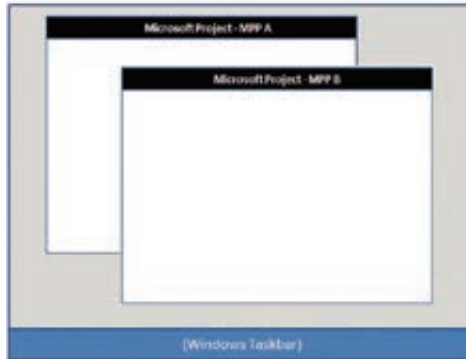 Microsoft Project - MPP A
Microsoft Project - MPP B
(Windows Taskbar)